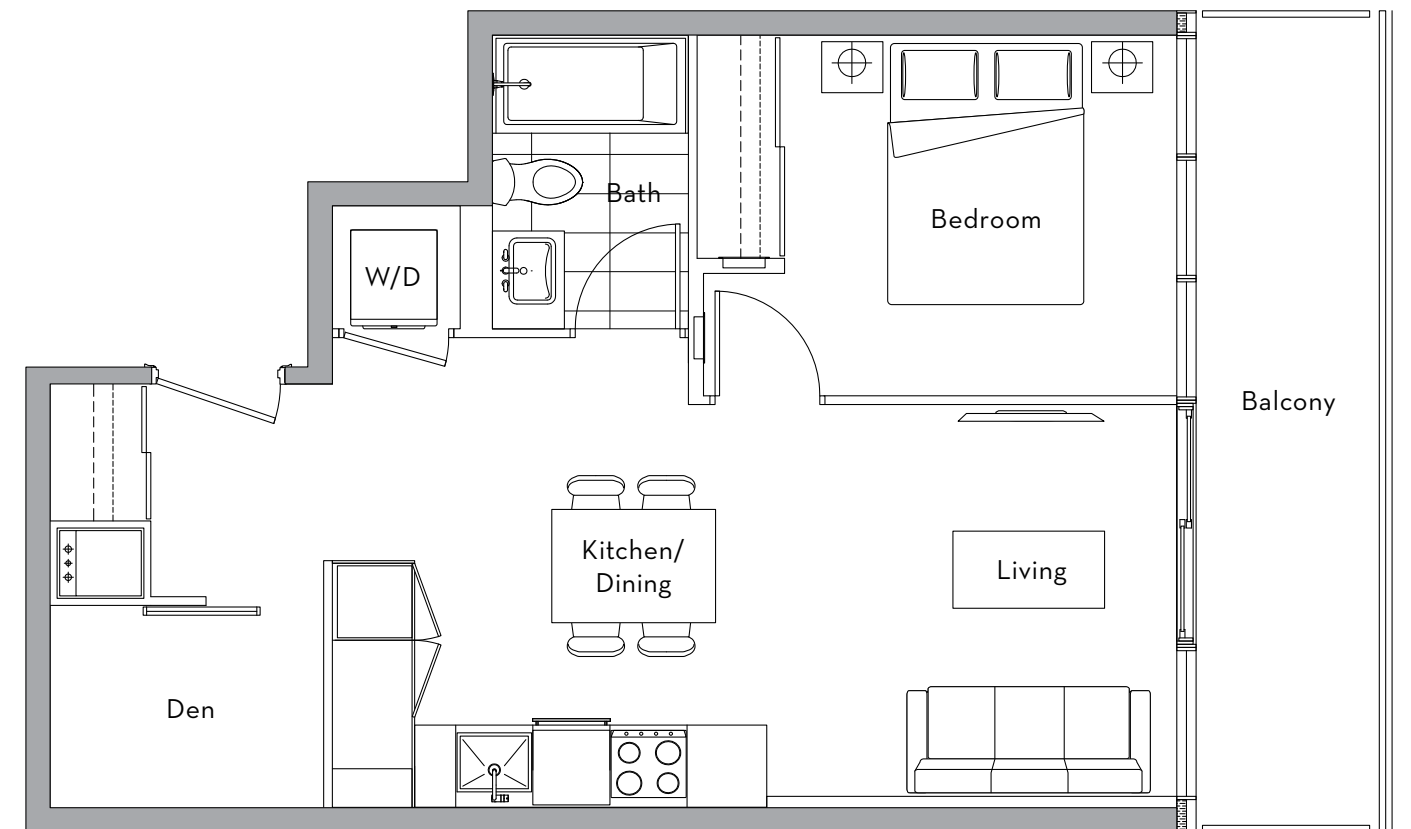 Bath
Bedroom
W/D
Balcony
Kitchen/
Dining
Living
Den